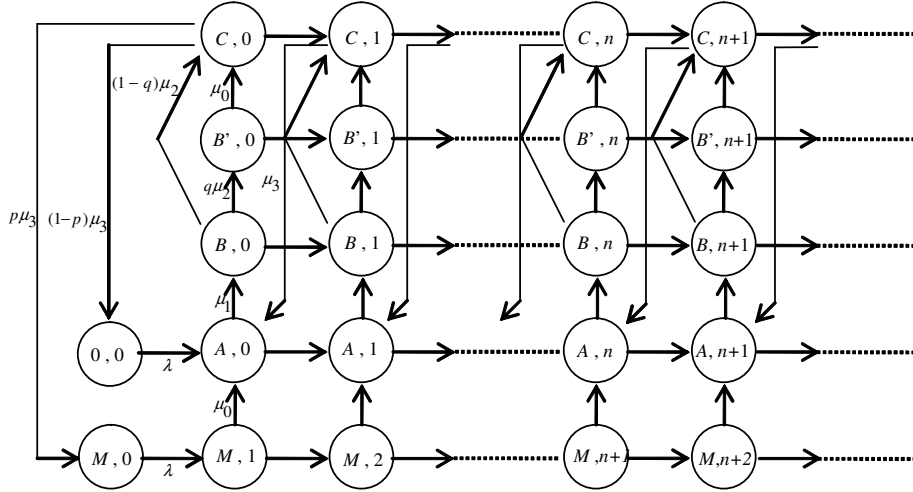 C , 0 C , 1 C , n C , n+1
(1 − q)μ2 μ0
B’, 0 B’, 1 B’, n B’, n+1
pμ3 (1−p)μ3 qμ2 μ3
B , 0 B , 1 B , n B, n+1
μ1
0, 0 λ A , 0 A , 1 A , n A, n+1
μ0
M , 0 λ M , 1 M , 2 M ,n+1 M,n+2